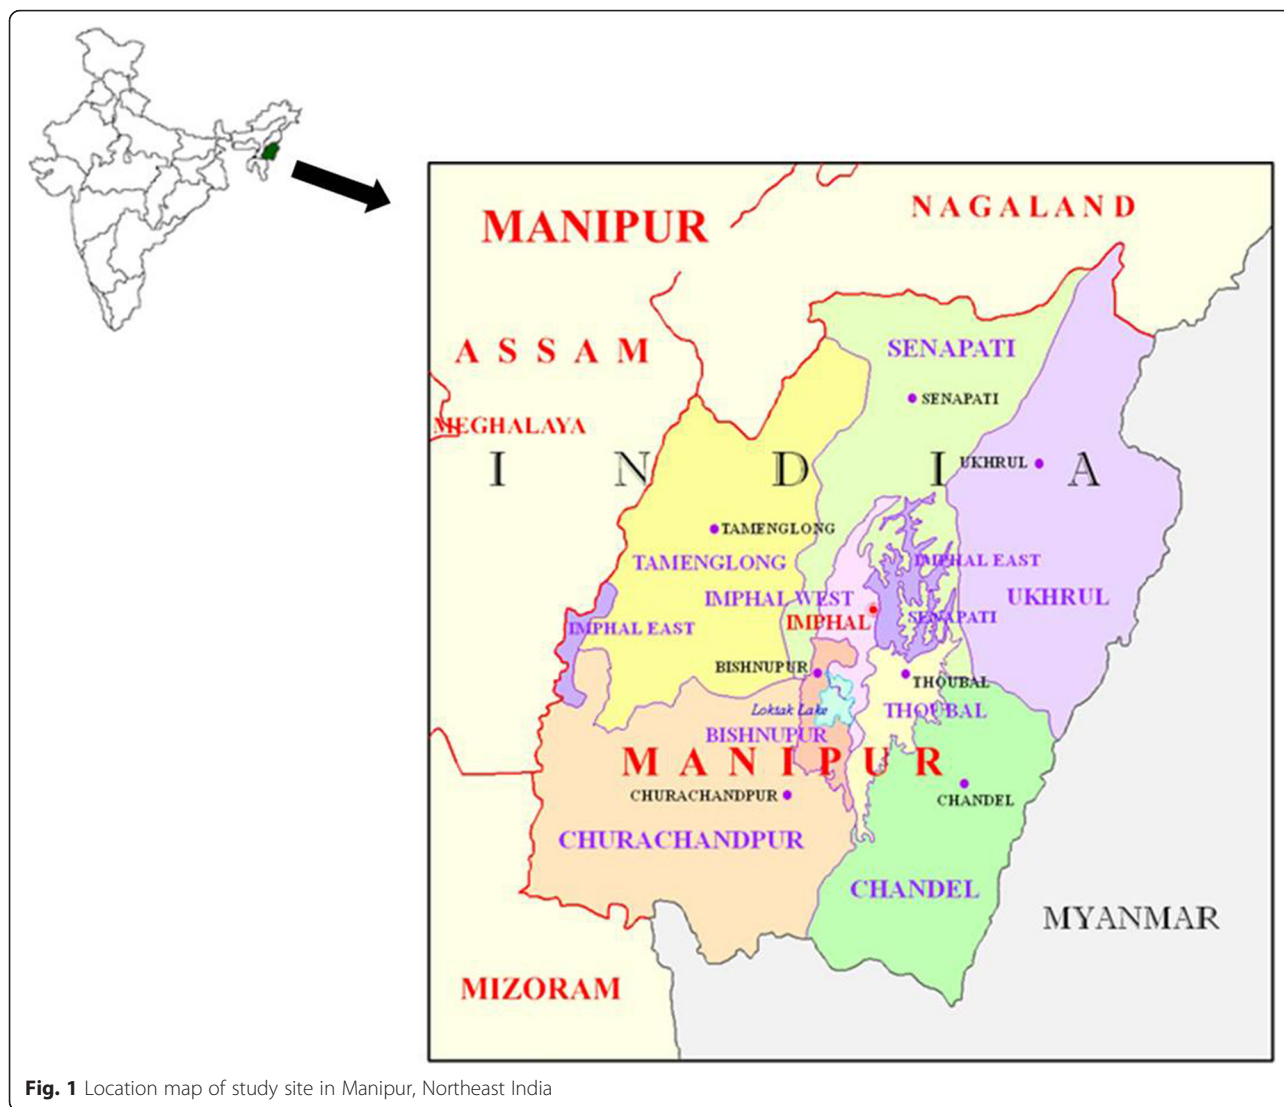 MANIPUR
NAGALAND
ASSAM
SENAPATI
SENAPATI
MEGHALAYA
INDIA
UKHRUL
TAMENGLONG
TAMENGLONG
IMPHAL EAST
IMPHAL WEST
UKHRUL
IMPHAL
SENAPATI
IMPHAL EAST
BISHNUPUR
THOUBAL
Loktak Lake
THOUBAL
BISHNUPUR
MANIPUR
CHURACHANDPUR
CHANDEL
CHURACHANDPUR
CHANDEL
MYANMAR
MIZORAM
Fig. 1 Location map of study site in Manipur, Northeast India